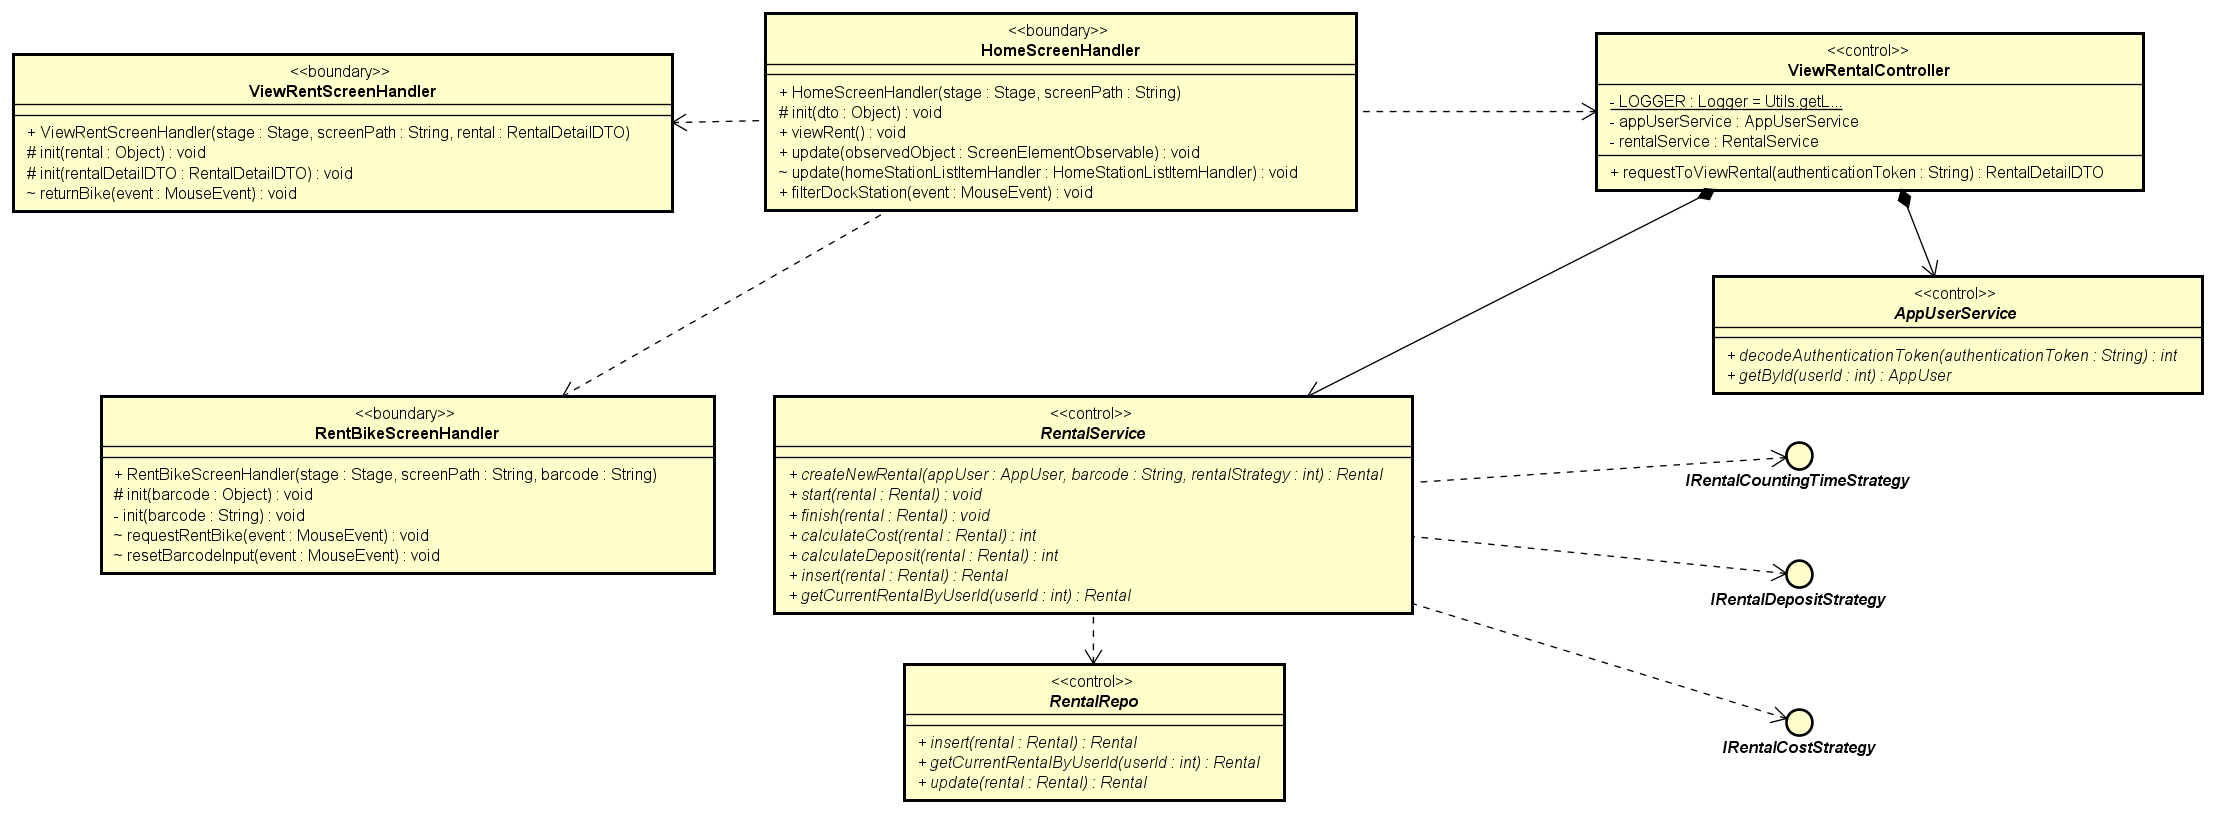 <<boundary>>
ViewRentScreenHandler
+ ViewRentScreenHandler(stage : Stage, screenPath : String, rental : RentalDetailDTO)
# init(rental : Object) : void
# init(rentalDetailDTO : RentalDetailDTO) : void
~ returnBike(event : MouseEvent) : void
<<boundary>>
HomeScreenHandler
+ HomeScreenHandler(stage : Stage, screenPath : String)
# init(dto : Object) : void
+ viewRent() : void
+ update(observedObject : ScreenElementObservable) : void
~ update(homeStationListItemHandler : HomeStationListItemHandler) : void
+ filterDockStation(event : MouseEvent) : void
<<control>>
ViewRentalController
- LOGGER : Logger = Utils.getL...
- appUserService : AppUserService
- rentalService : RentalService
+ requestToViewRental(authenticationToken : String) : RentalDetailDTO
<<control>>
AppUserService
+ decodeAuthenticationToken(authenticationToken : String) : int
+ getById(userId : int) : AppUser
<<boundary>>
RentBikeScreenHandler
+ RentBikeScreenHandler(stage : Stage, screenPath : String, barcode : String)
# init(barcode : Object) : void
- init(barcode : String) : void
~ requestRentBike(event : MouseEvent) : void
~ resetBarcodeInput(event : MouseEvent) : void
<<control>>
RentalService
+ createNewRental(appUser : AppUser, barcode : String, rentalStrategy : int) : Rental
+ start(rental : Rental) : void
+ finish(rental : Rental) : void
+ calculateCost(rental : Rental) : int
+ calculateDeposit(rental : Rental) : int
+ insert(rental : Rental) : Rental
+ getCurrentRentalByUserId(userId : int) : Rental
IRentalCountingTimeStrategy
IRentalDepositStrategy
IRentalCostStrategy
<<control>>
RentalRepo
+ insert(rental : Rental) : Rental
+ getCurrentRentalByUserId(userId : int) : Rental
+ update(rental : Rental) : Rental